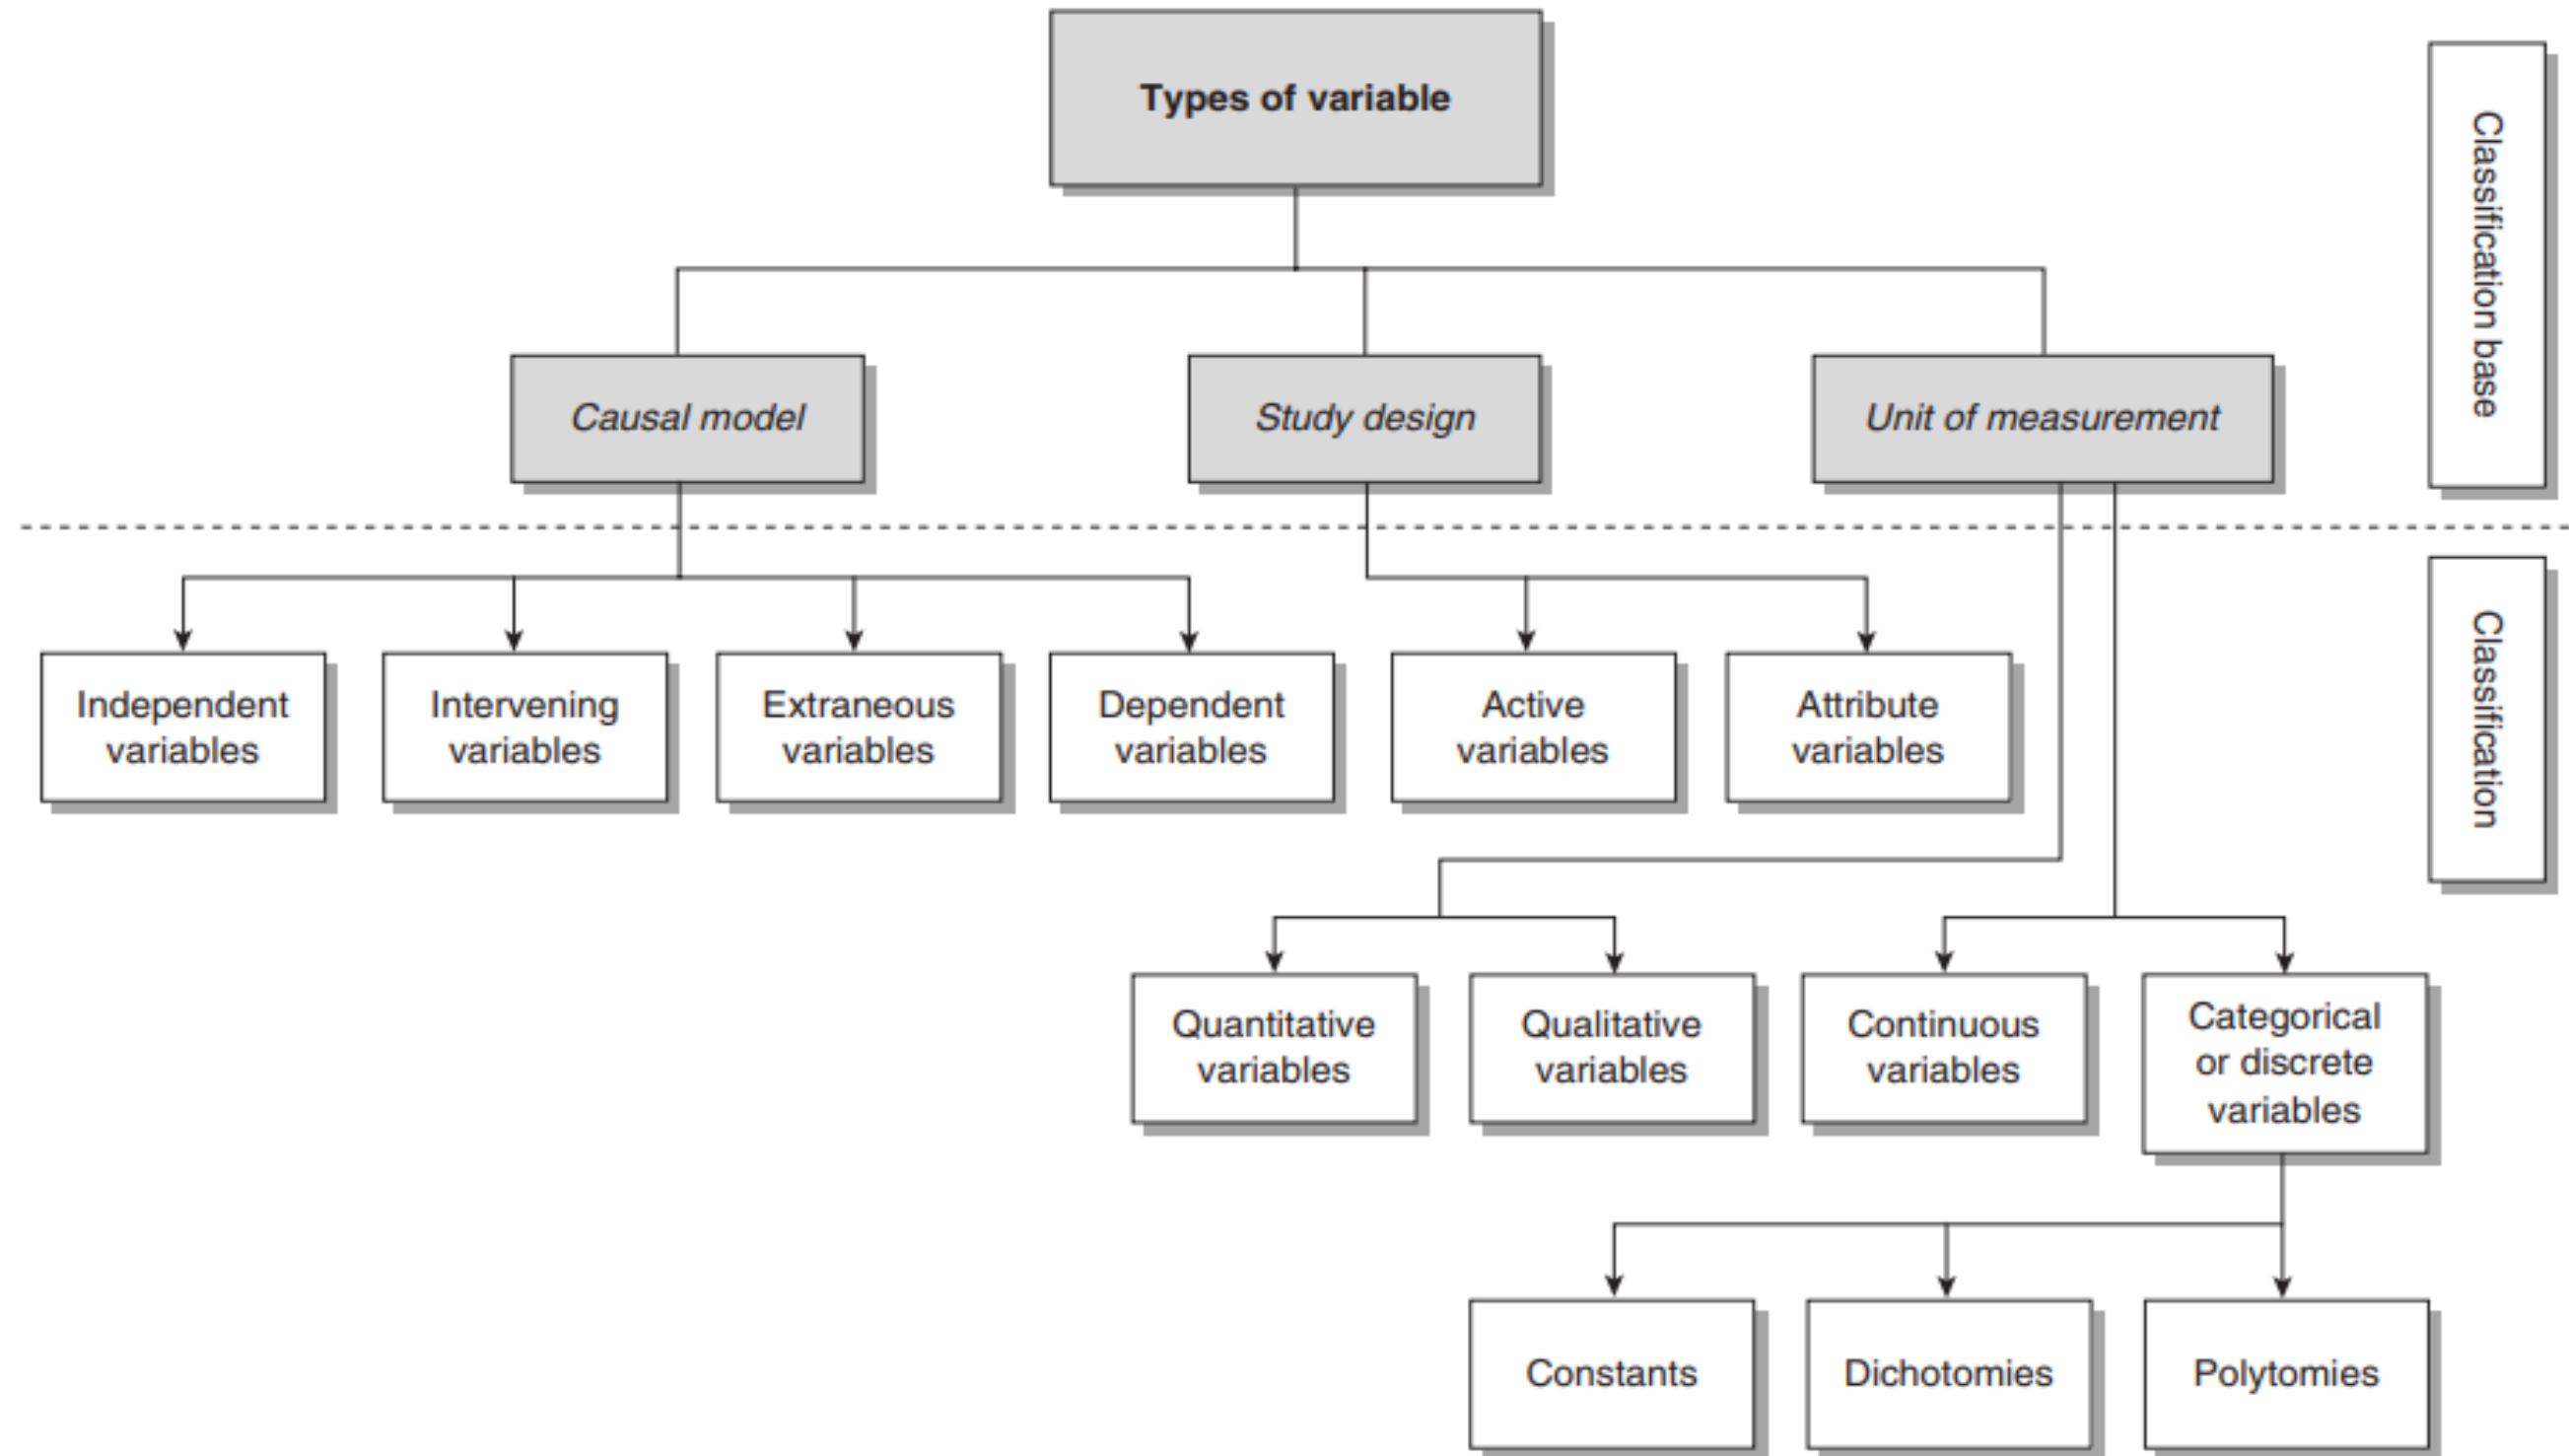 Types of variable
Classification base
Causal model
Study design
Unit of measurement
Classification
Independent
variables
Intervening
variables
Extraneous
variables
Dependent
variables
Active
variables
Attribute
variables
Quantitative
variables
Qualitative
variables
Continuous
variables
Categorical
or discrete
variables
Constants
Dichotomies
Polytomies